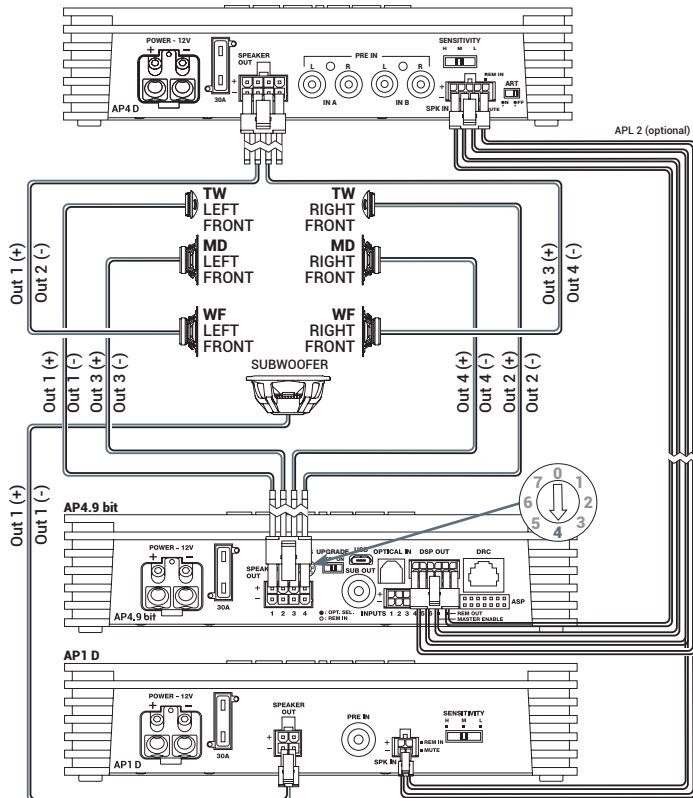 POWER - 12V
+ -
30A
AP4 D
SPEAKER
OUT
+
-
PRE IN
L R L R
IN A IN B
SENSITIVITY
H M L
REM IN
ART
ON OFF
+
SPK IN
MUTE
APL 2 (optional)
TW
LEFT
FRONT
TW
RIGHT
FRONT
MD
LEFT
FRONT
MD
RIGHT
FRONT
WF
LEFT
FRONT
WF
RIGHT
FRONT
SUBWOOFER
Out 1 (+)
Out 2 (-)
Out 3 (+)
Out 4 (-)
Out 1 (+)
Out 1 (-)
Out 3 (+)
Out 3 (-)
Out 4 (+)
Out 4 (-)
Out 2 (+)
Out 2 (-)
Out 1 (+)
Out 1 (-)
0 1 2 3 4 5 6 7
AP4.9 bit
POWER - 12V
+ -
30A
AP4.9 bit
OUT
+
-
1 2 3 4
UPGRADE
ON
USB
SUB OUT
OPTICAL IN
DSP OUT
DRC
: OPT. SEL.
: REM IN
INPUTS 1 2 3 4
+
-
ASP
REM OUT
MASTER ENABLE
AP1 D
POWER - 12V
+ -
30A
AP1 D
SPEAKER
OUT
+
-
PRE IN
+
-
REM IN
MUTE
SPK IN
SENSITIVITY
H M L